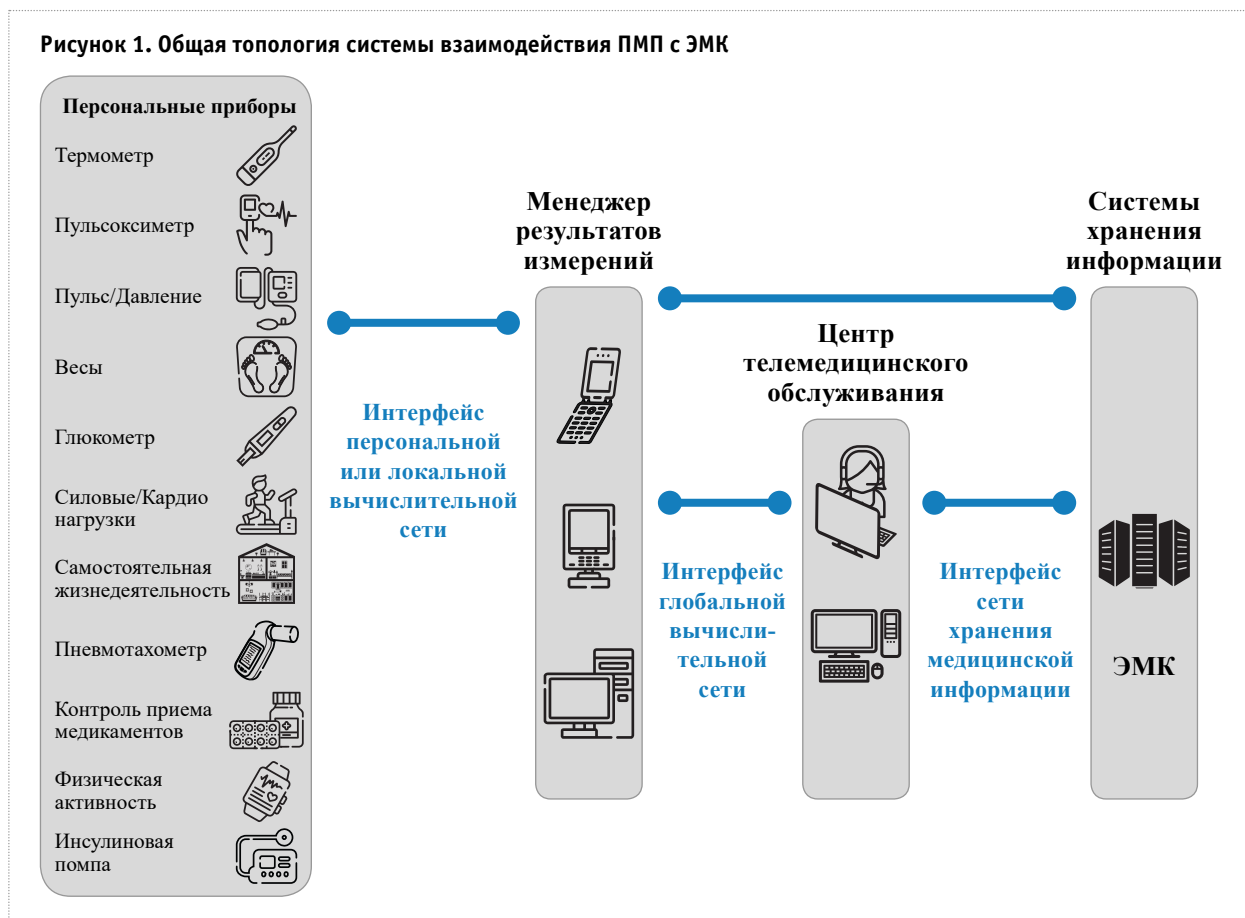 Рисунок 1. Общая топология системы взаимодействия ПМП с ЭМК
Персональные приборы
Термометр
Пульсоксиметр
Пульс/Давление
Весы
Глюкометр
Силовые/Кардио
нагрузки
Самостоятельная
жизнедеятельность
Пневмотахометр
Контроль приема
медикаментов
Физическая
активность
Инсулиновая
помпа
Интерфейс
персональной
или локальной
вычислительной
сети
Менеджер
результатов
измерений
Интерфейс
глобальной
вычисли-
тельной
сети
Центр
телемедицинского
обслуживания
Интерфейс
сети
хранения
медицинской
информации
Системы
хранения
информации
ЭМК